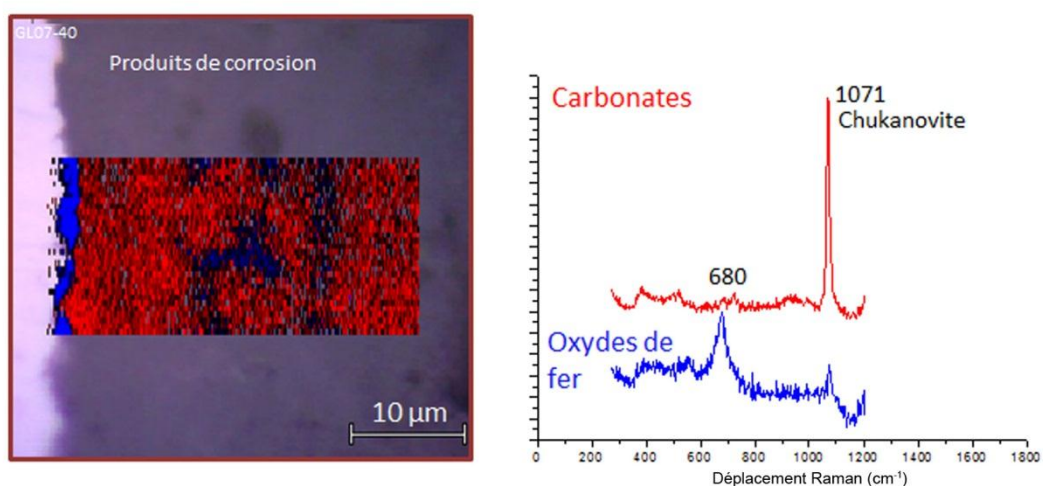 GL07-40
Produits de corrosion
10 µm
Carbonates
1071
Chukanovite
680
Oxydes de
fer
0 200 400 600 800 1000 1200 1400 1600 1800
Déplacement Raman (cm⁻¹)